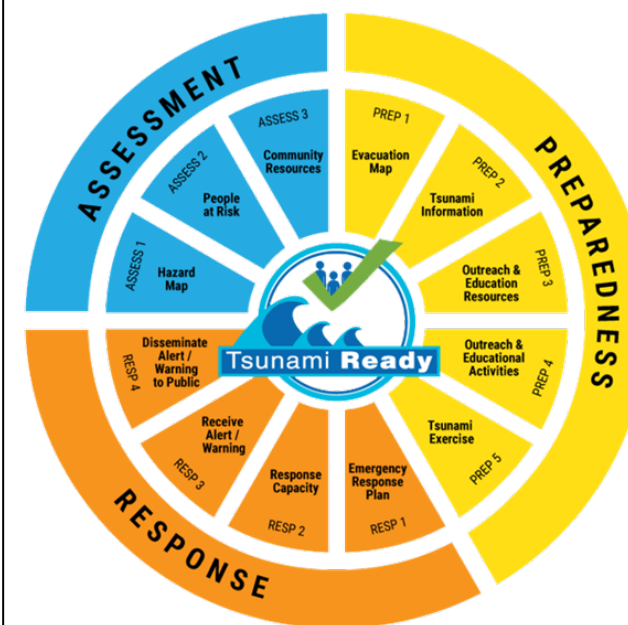 ASSESSMENT
ASSESS 1
Hazard
Map
ASSESS 2
People
at Risk
ASSESS 3
Community
Resources
PREPAREDNESS
PREP 1
Evacuation
Map
PREP 2
Tsunami
Information
PREP 3
Outreach &
Education
Resources
PREP 4
Outreach &
Educational
Activities
PREP 5
Tsunami
Exercise
RESPONSE
RESP 1
Emergency
Response
Plan
RESP 2
Response
Capacity
RESP 3
Receive
Alert /
Warning
RESP 4
Disseminate
Alert /
Warning
to Public
Tsunami Ready